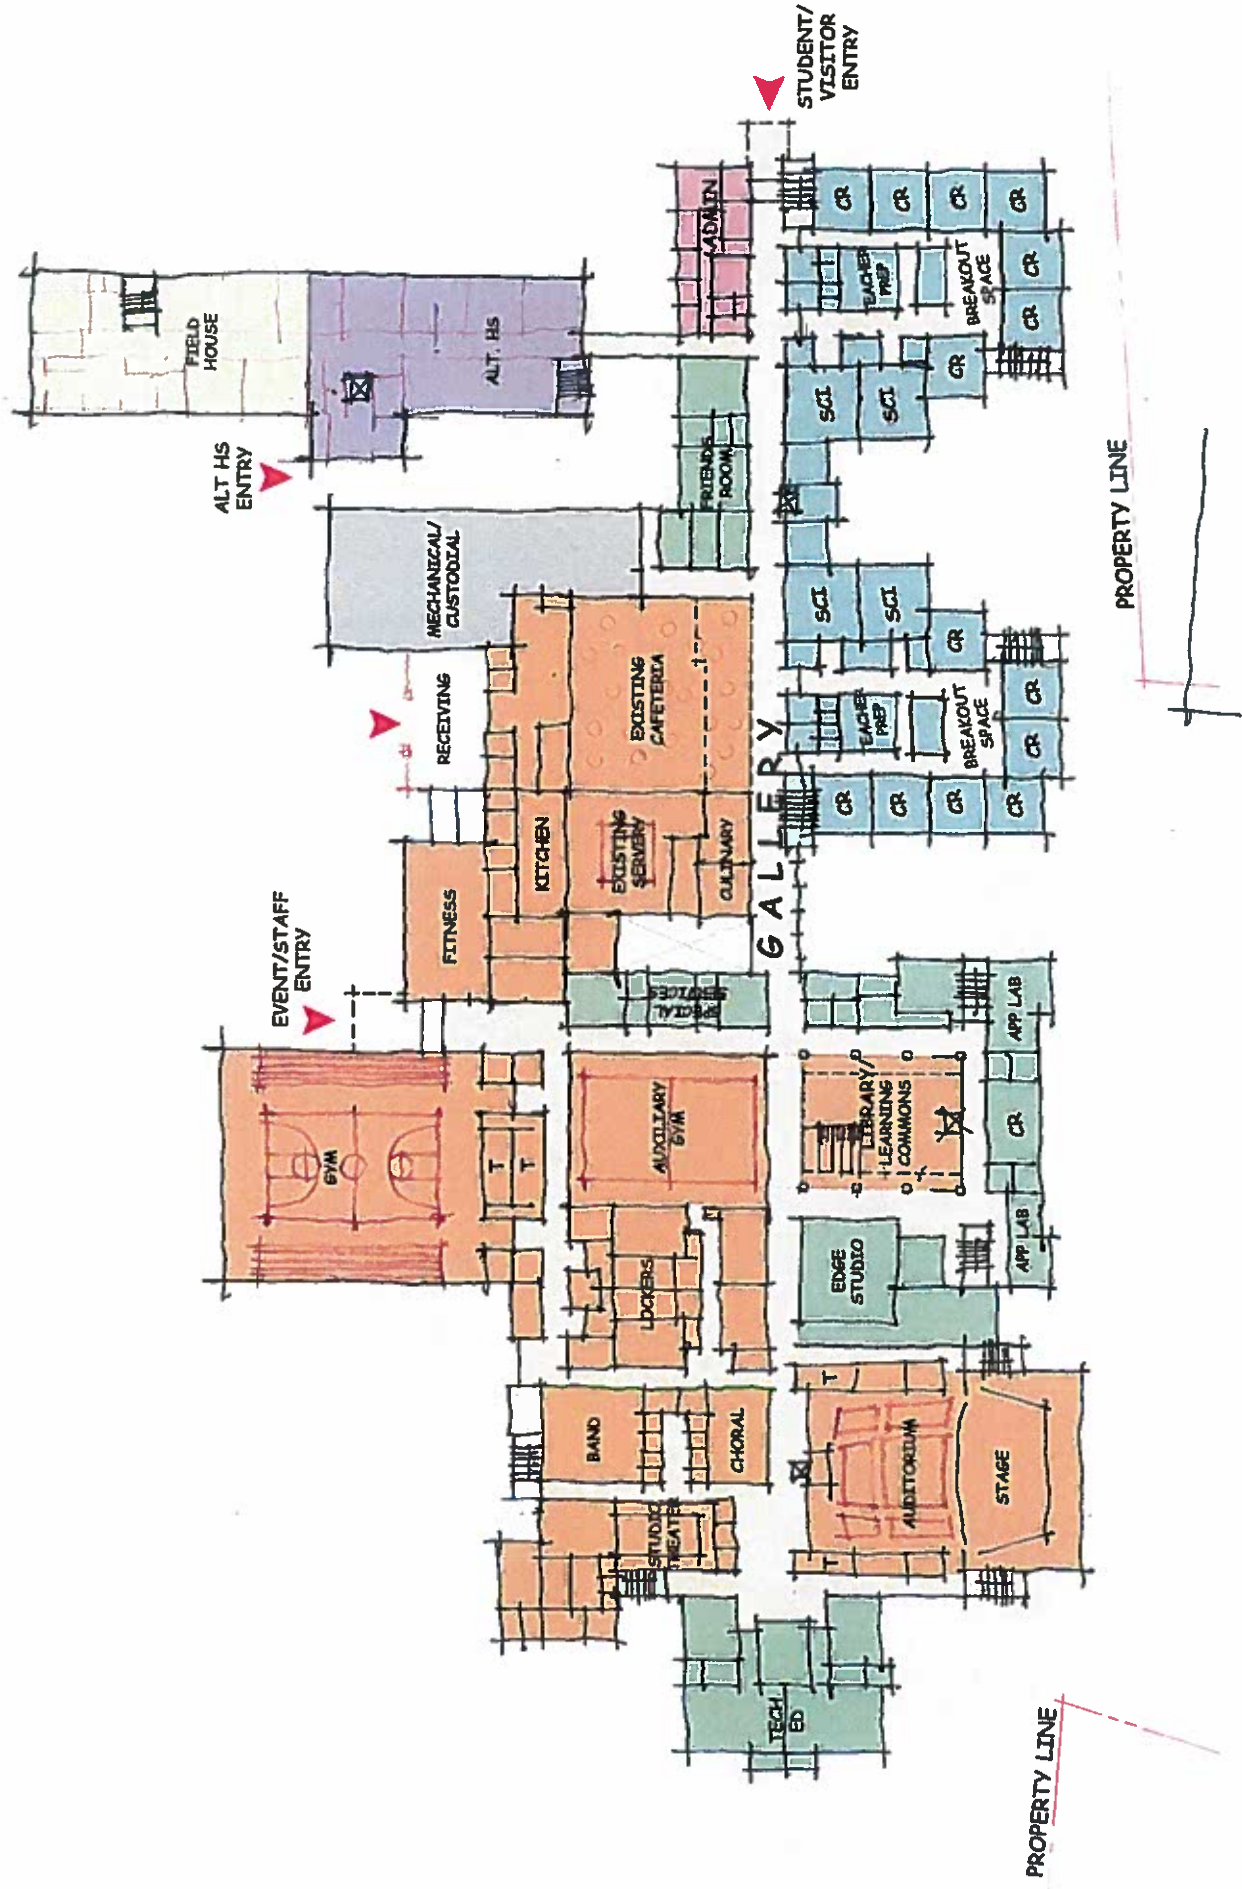 FIELD
HOUSE
ALT HS
ENTRY
ALT. HS
EVENT/STAFF
ENTRY
GYM
T
T
FITNESS
RECEIVING
MECHANICAL/
CUSTODIAL
KITCHEN
EXISTING
SERVERY
EXISTING
CAFETERIA
CULINARY
SPECIAL
SERVICES
AUXILIARY
GYM
LOCKERS
BAND
CHORAL
STUDIO
THEATER
FRIENDS
ROOM
ADMIN
STUDENT/
VISITOR
ENTRY
GALLERY
TECH
ED
T
T
AUDITORIUM
STAGE
EDGE
STUDIO
LIBRARY/
LEARNING
COMMONS
APP LAB
CR
APP LAB
CR
CR
CR
CR
TEACHER
PREP
BREAKOUT
SPACE
CR
CR
SCI
SCI
CR
SCI
SCI
CR
TEACHER
PREP
BREAKOUT
SPACE
CR
CR
CR
CR
CR
CR
PROPERTY LINE
PROPERTY LINE